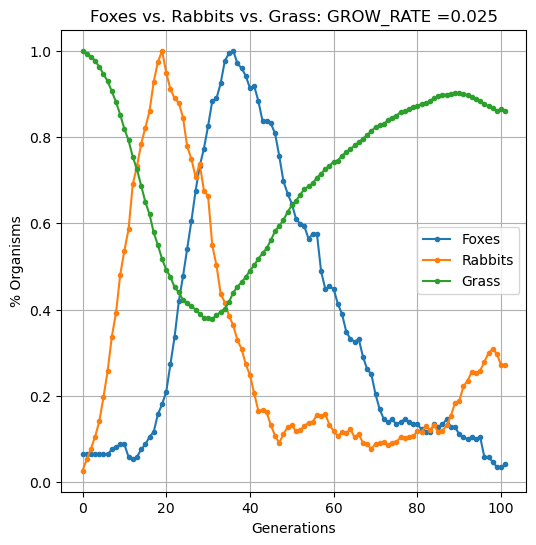 Foxes vs. Rabbits vs. Grass: GROW_RATE =0.025
1.0
0.8
0.6
0.4
0.2
0.0
% Organisms
Foxes
Rabbits
Grass
0 20 40 60 80 100
Generations